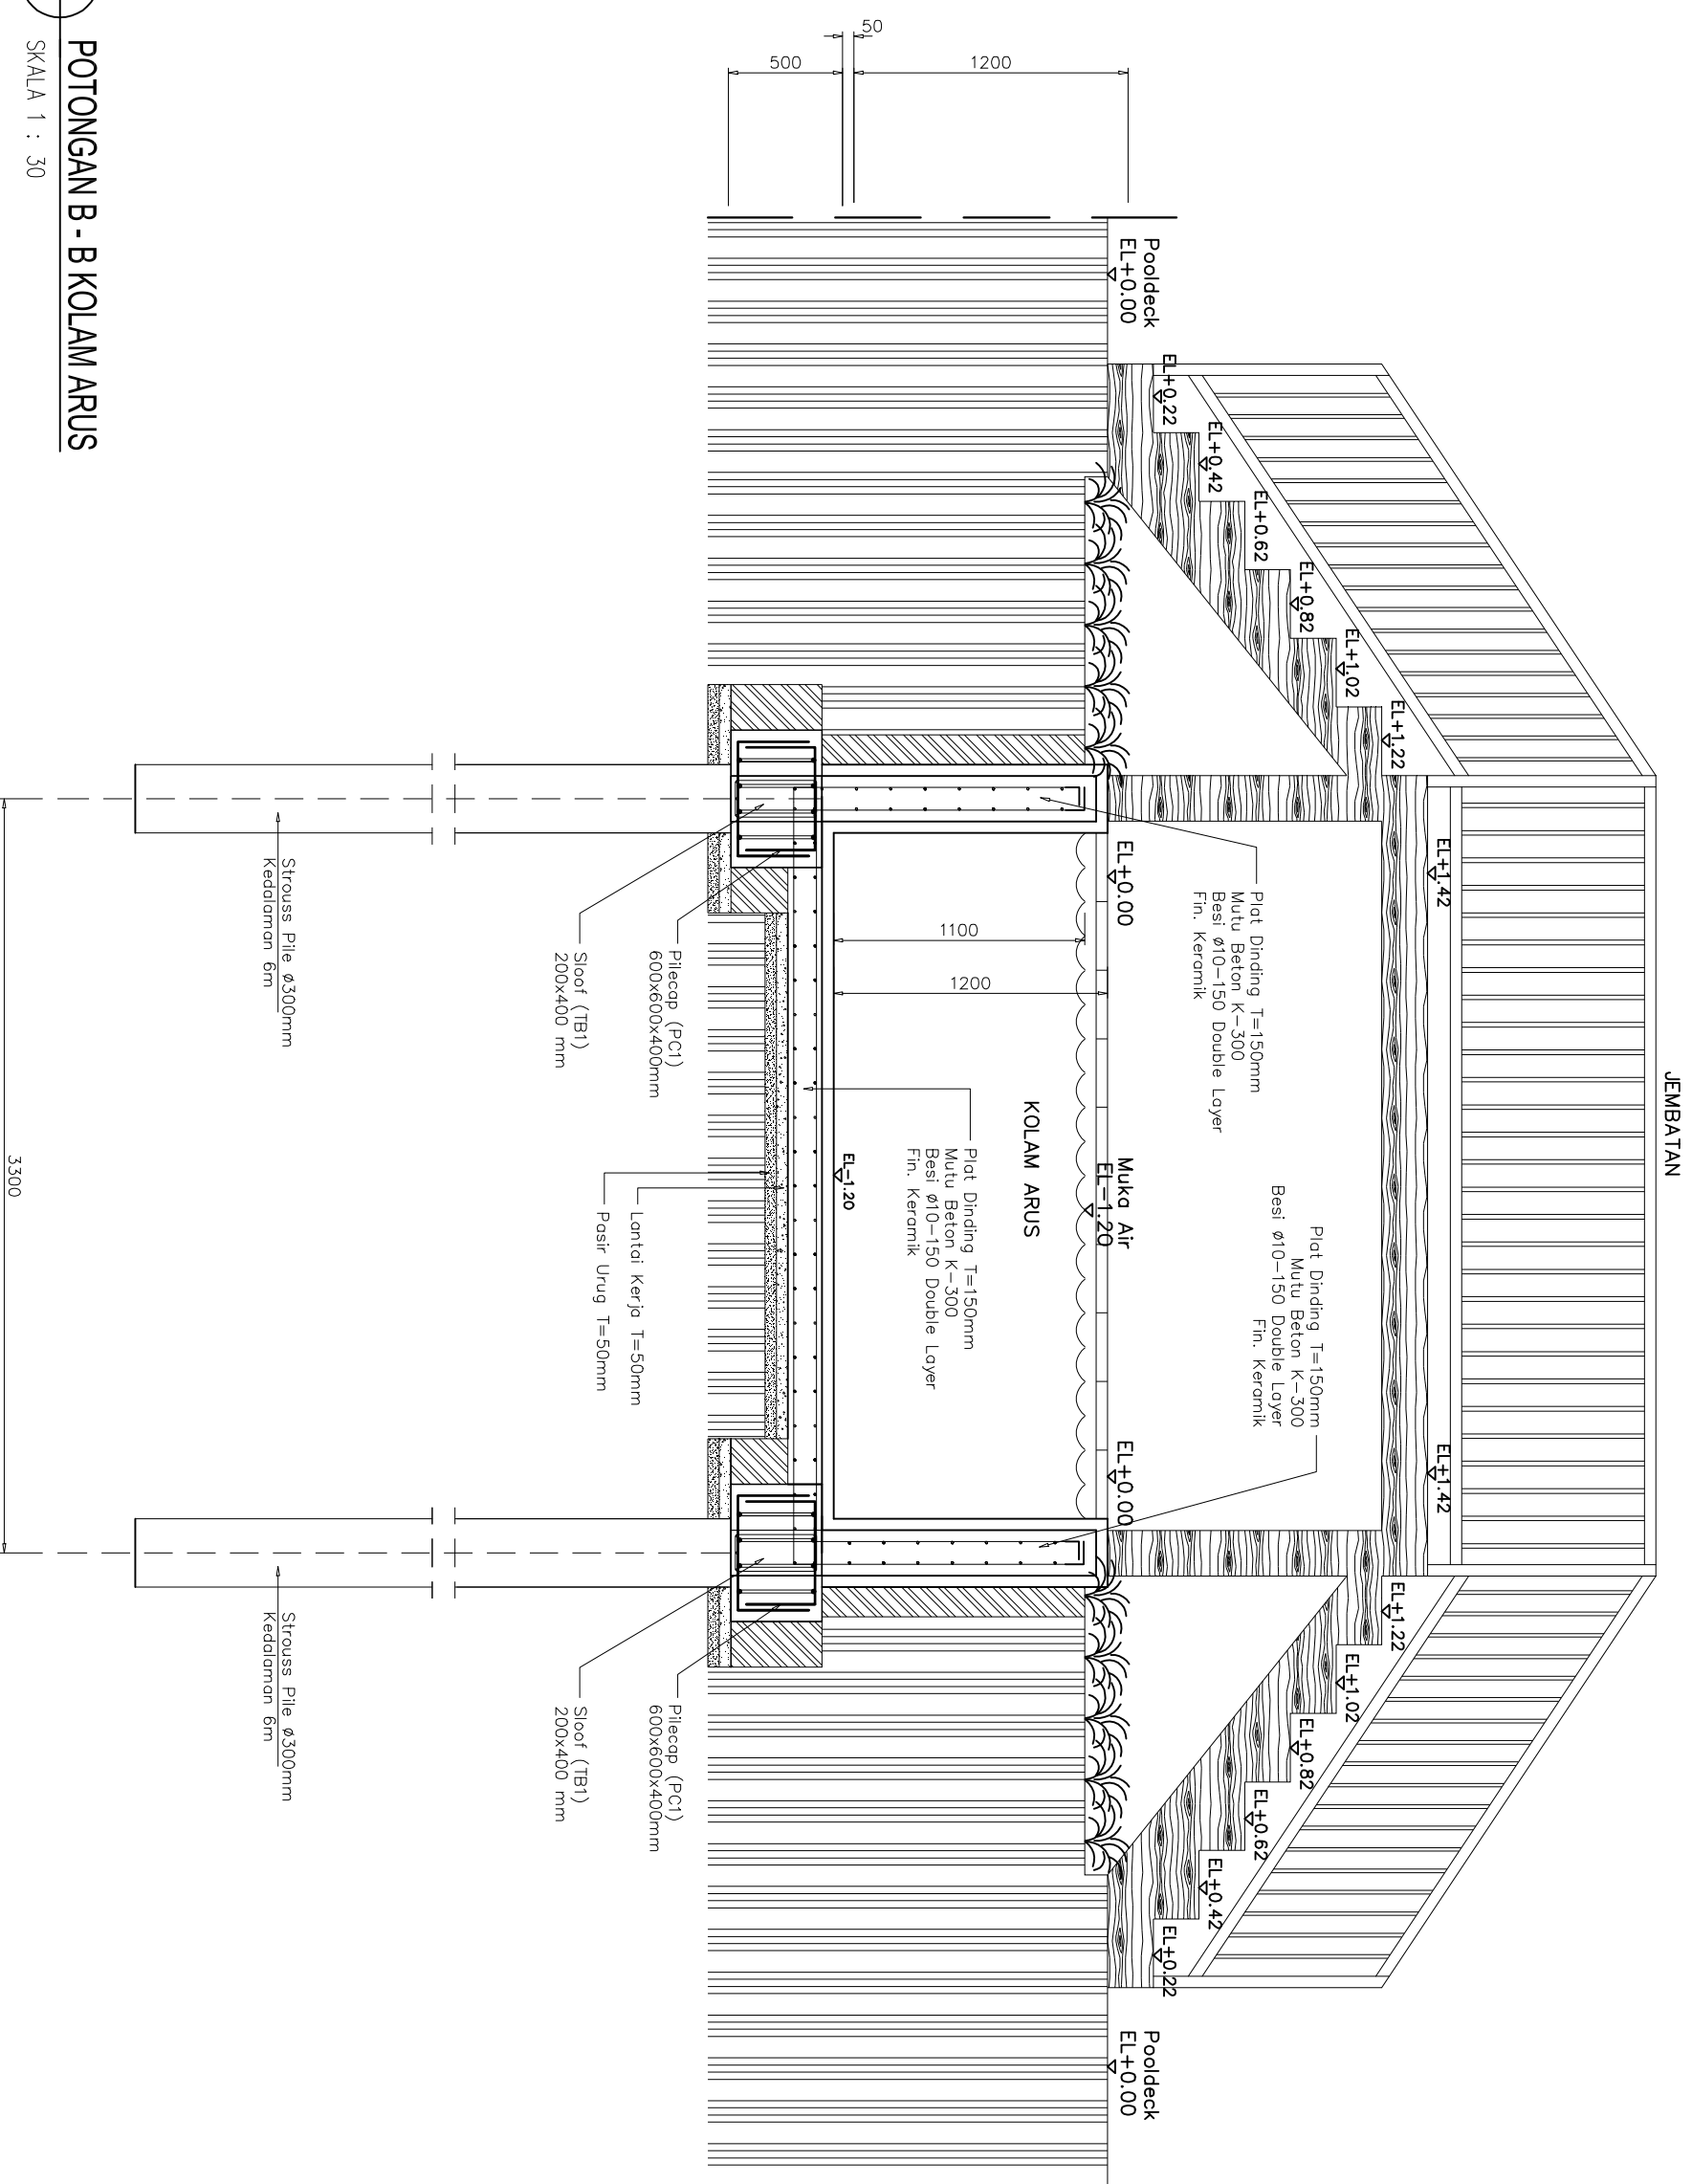 JEMBATAN
EL+1.42
EL+1.42
EL+1.22
EL+1.22
EL+1.02
EL+1.02
EL+0.82
EL+0.82
EL+0.62
EL+0.62
EL+0.42
EL+0.42
EL+0.22
EL+0.22
Pooldeck
EL+0.00
Pooldeck
EL+0.00
Plat Dinding T=150mm
Mutu Beton K-300
Besi ø10-150 Double Layer
Fin. Keramik
Plat Dinding T=150mm
Mutu Beton K-300
Besi ø10-150 Double Layer
Fin. Keramik
EL+0.00
Muka Air
EL-1.20
EL+0.00
KOLAM ARUS
1100
1200
Plat Dinding T=150mm
Mutu Beton K-300
Besi ø10-150 Double Layer
Fin. Keramik
EL-1.20
1200
50
500
Pilecap (PC1)
600x600x400mm
Sloof (TB1)
200x400 mm
Lantai Kerja T=50mm
Pasir Urug T=50mm
Pilecap (PC1)
600x600x400mm
Sloof (TB1)
200x400 mm
Strouss Pile ø300mm
Kedalaman 6m
Strouss Pile ø300mm
Kedalaman 6m
3300
POTONGAN B - B KOLAM ARUS
SKALA 1 : 30